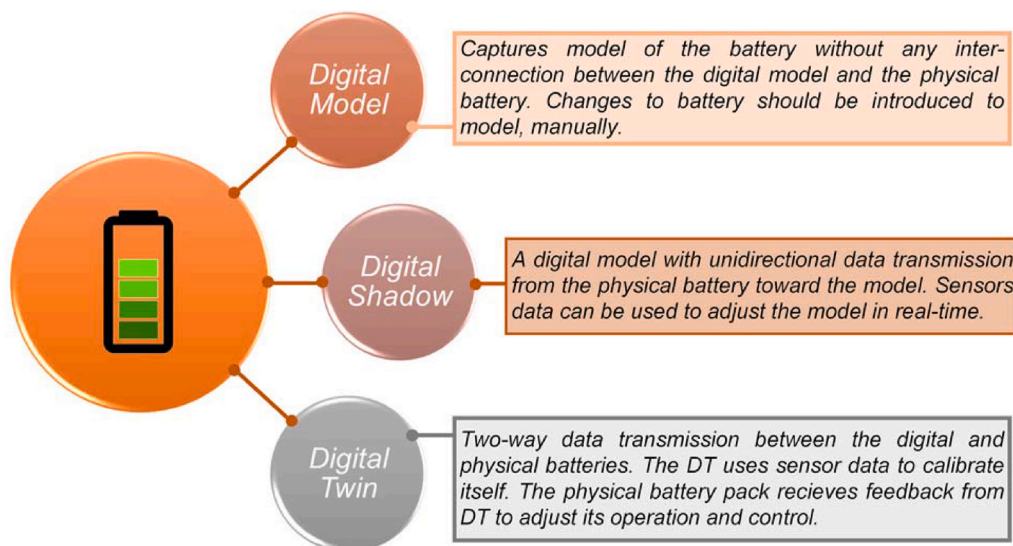 Digital
Model
Captures model of the battery without any inter-
connection between the digital model and the physical
battery. Changes to battery should be introduced to
model, manually.
Digital
Shadow
A digital model with unidirectional data transmission
from the physical battery toward the model. Sensors
data can be used to adjust the model in real-time.
Digital
Twin
Two-way data transmission between the digital and
physical batteries. The DT uses sensor data to calibrate
itself. The physical battery pack recieves feedback from
DT to adjust its operation and control.